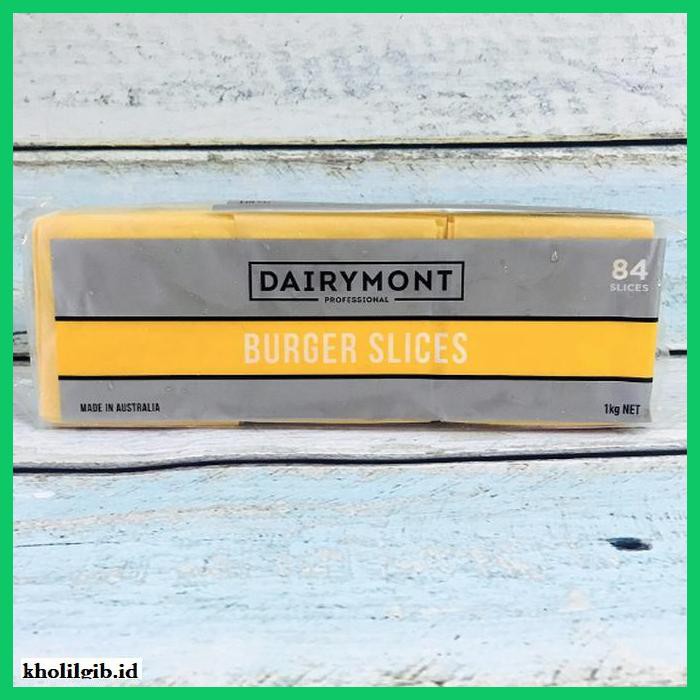 DAIRYMONT
PROFESSIONAL
84
SLICES
BURGER SLICES
MADE IN AUSTRALIA
1kg NET
kholilgib.id